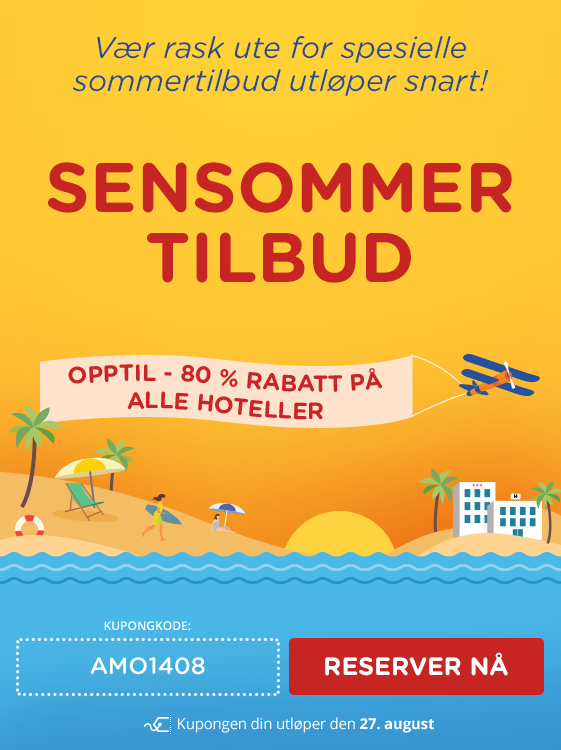 Vær rask ute for spesielle
sommertilbud utløper snart!
SENSOMMER
TILBUD
OPPTIL - 80 % RABATT PÅ
ALLE HOTELLER
H
KUPONGKODE:
AMO1408
RESERVER NÅ
Kupongen din utløper den 27. august